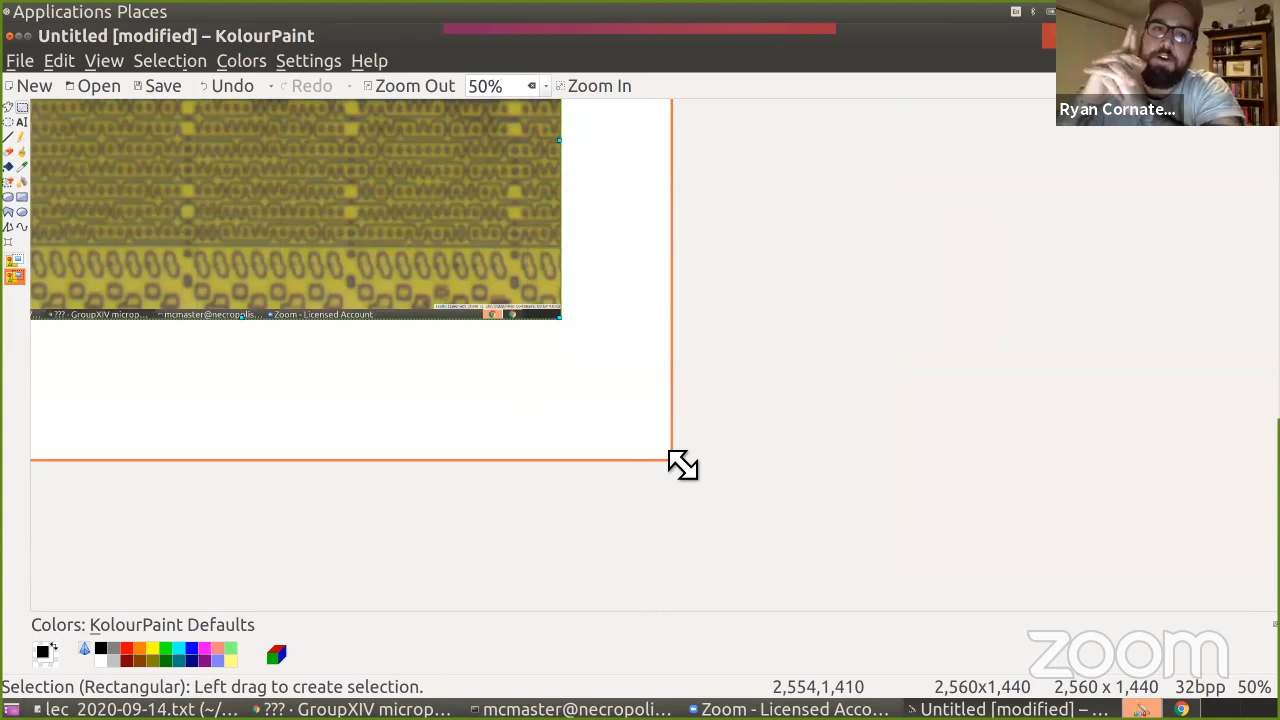 Applications Places
En
Untitled [modified] – KolourPaint
File Edit View Selection Colors Settings Help
New Open Save Undo Redo Zoom Out 50% Zoom In
Ryan Cornate...
/... ??? · GroupXIV microp... mcmaster@necropolis... Zoom - Licensed Account
Colors: KolourPaint Defaults
zoom
Selection (Rectangular): Left drag to create selection.
2,554,1,410 2,560x1,440 2,560 x 1,440 32bpp 50%
lec 2020-09-14.txt (~/... ??? · GroupXIV microp... mcmaster@necropoli... Zoom - Licensed Acco... Untitled [modified] – ...